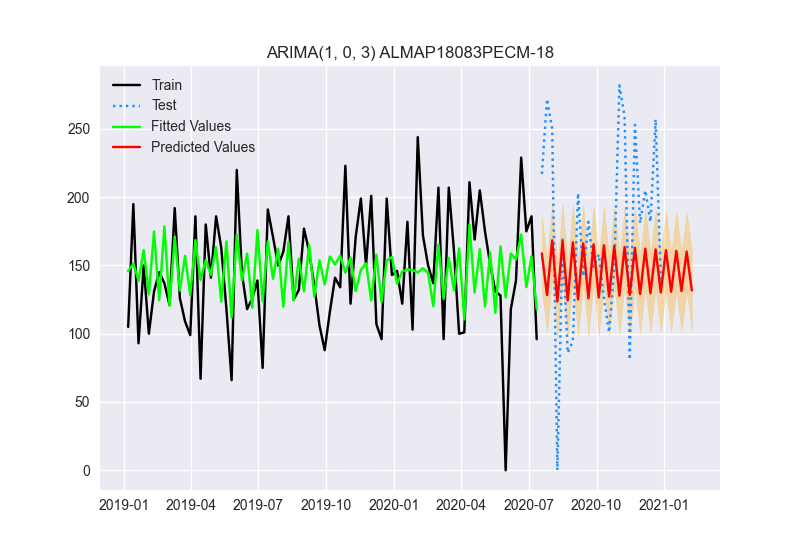 ARIMA(1, 0, 3) ALMAP18083PECM-18
Train
Test
Fitted Values
Predicted Values
250
200
150
100
50
0
2019-01 2019-04 2019-07 2019-10 2020-01 2020-04 2020-07 2020-10 2021-01